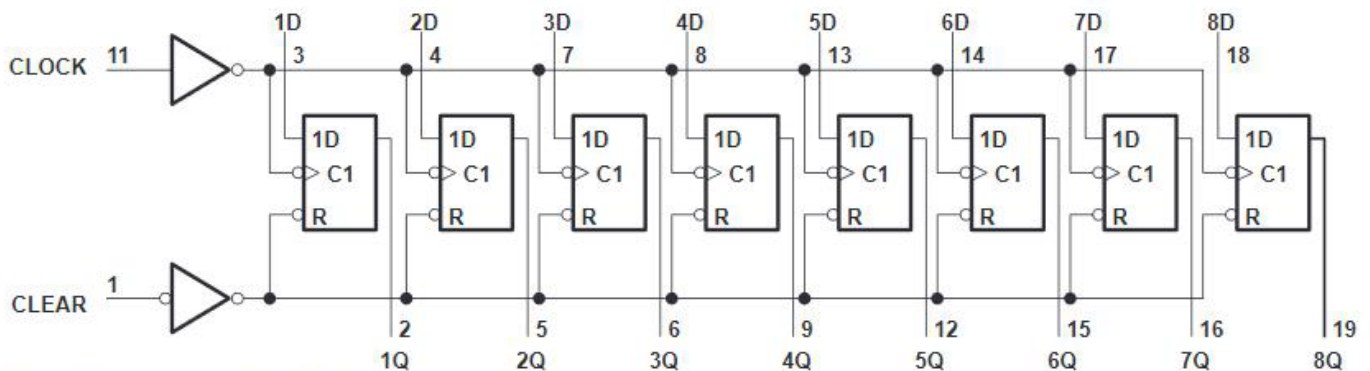 1D 2D 3D 4D 5D 6D 7D 8D
CLOCK 11 3 4 7 8 13 14 17 18
1D 1D 1D 1D 1D 1D 1D 1D
C1 C1 C1 C1 C1 C1 C1 C1
R R R R R R R R
CLEAR 1
2 5 6 9 12 15 16 19
1Q 2Q 3Q 4Q 5Q 6Q 7Q 8Q